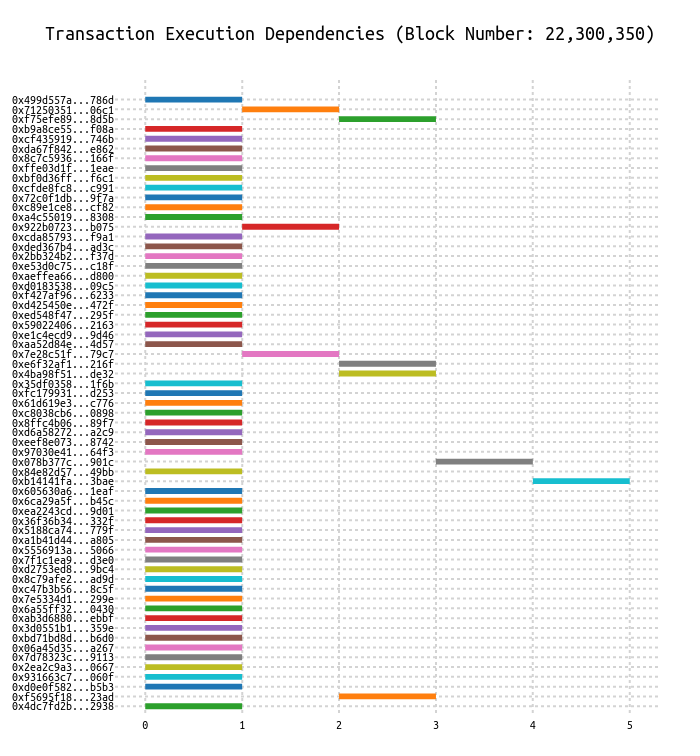 Transaction Execution Dependencies (Block Number: 22,300,350)
0x499d557a...786d
0x71250351...06c1
0xf75efe89...8d5b
0xb9a8ce55...f08a
0xcf435919...746b
0xda67f842...e862
0x8c7c5936...166f
0xffe03d1f...1eae
0xbf0d36ff...f6c1
0xcfde8fc8...c991
0x72c0f1db...9f7a
0xc89e1ce8...cf82
0xa4c55019...8308
0x922b0723...b075
0xcda85793...f9a1
0xded367b4...ad3c
0x2bb324b2...f37d
0xe53d0c75...c18f
0xaeffea66...d800
0xd0183538...09c5
0xf427af96...6233
0xd425450e...472f
0xed548f47...295f
0x59022406...2163
0xe1c4ecd9...9d46
0xaa52d84e...4d57
0x7e28c51f...79c7
0xe6f32af1...216f
0x4ba98f51...de32
0x35df0358...1f6b
0xfc179931...d253
0x61d619e3...c776
0xc8038cb6...0898
0x8ffc4b06...89f7
0xd6a58272...a2c9
0xeef8e073...8742
0x97030e41...64f3
0x078b377c...901c
0x84e82d57...49bb
0xb14141fa...3bae
0x605630a6...1eaf
0x6ca29a5f...b45c
0xea2243cd...9d01
0x36f36b34...332f
0x5188ca74...779f
0xa1b41d44...a805
0x5556913a...5066
0x7f1c1ea9...d3e0
0xd2753ed8...9bc4
0x8c79afe2...ad9d
0xc47b3b56...8c5f
0x7e5334d1...299e
0x6a55ff32...0430
0xab3d6880...ebbf
0x3d0551b1...359e
0xbd71bd8d...b6d0
0x06a45d35...a267
0x7d78323c...9113
0x2ea2c9a3...0667
0x931663c7...060f
0xd0e0f582...b5b3
0xf5695f18...23ad
0x4dc7fd2b...2938
0 1 2 3 4 5